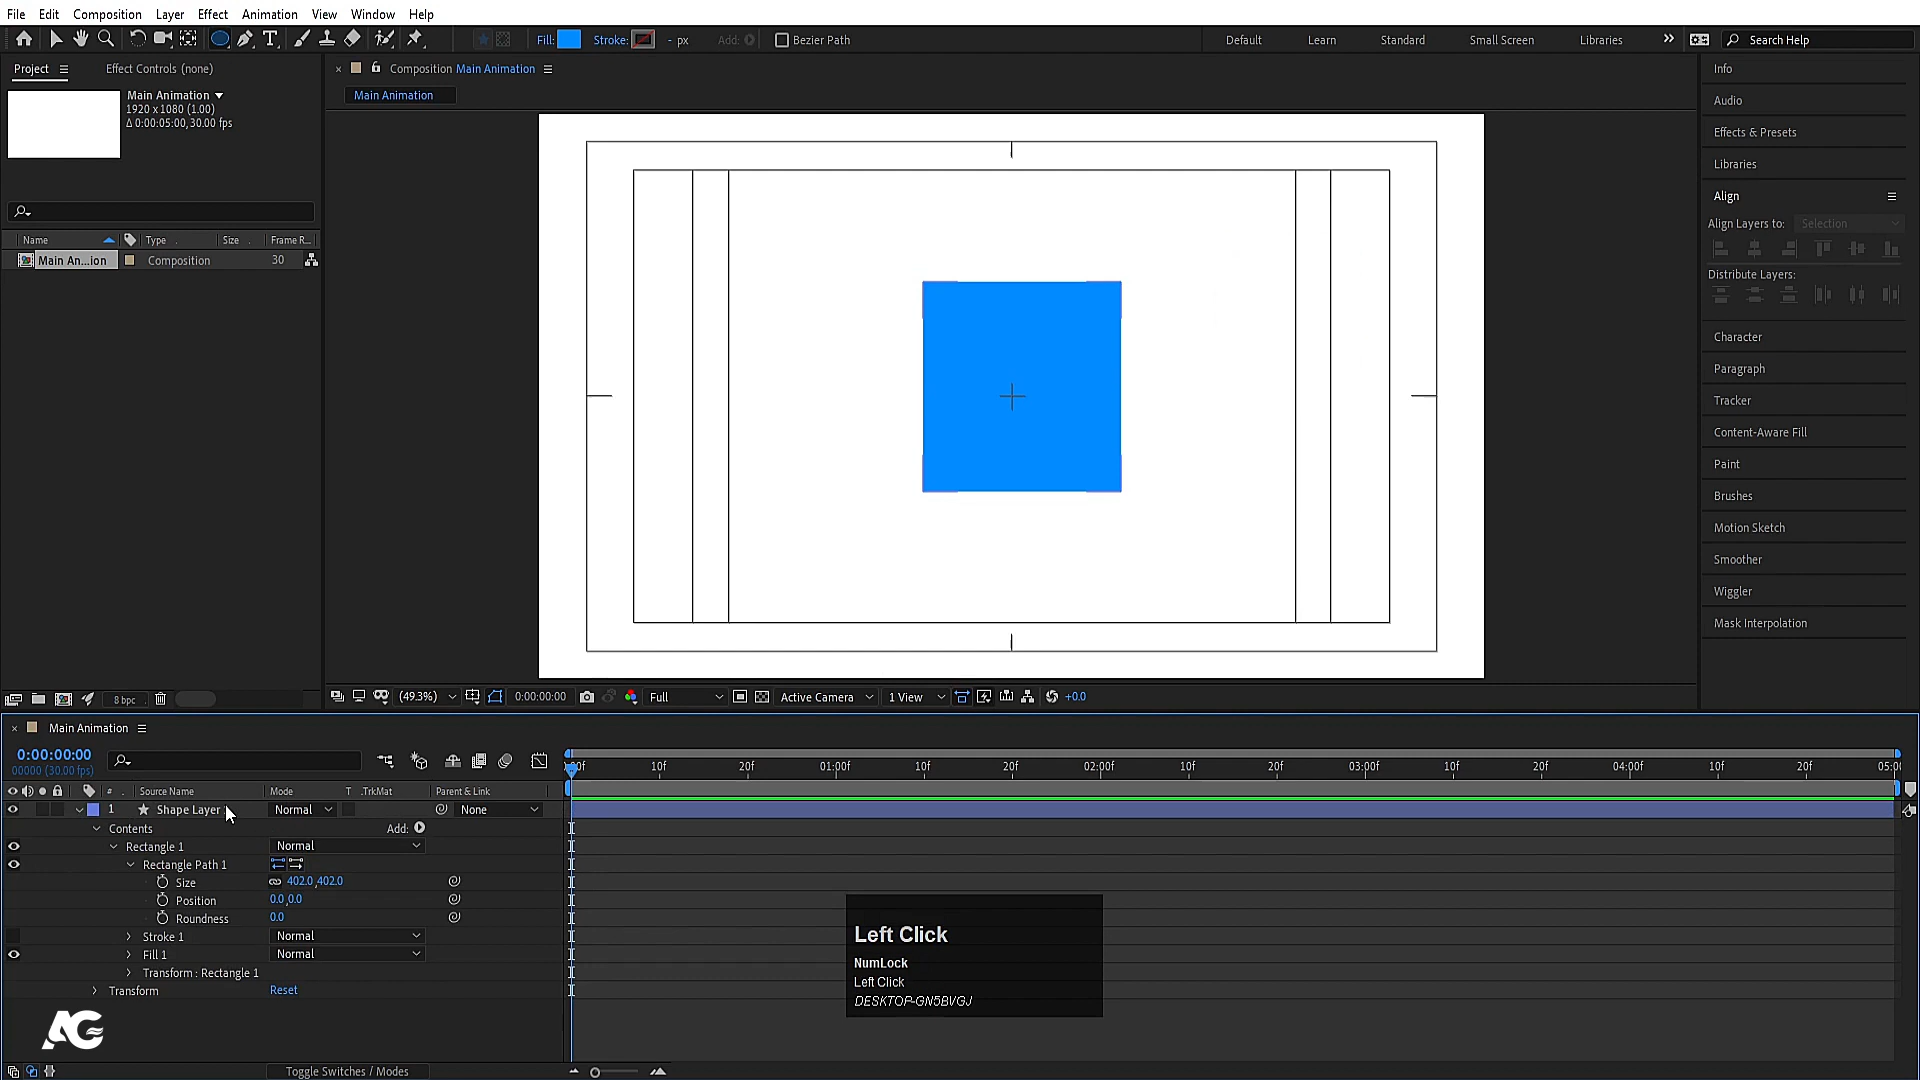 File Edit Composition Layer Effect Animation View Window Help
Fill: Stroke: - px Add: Bezier Path Default Learn Standard Small Screen Libraries Search Help
Project Effect Controls (none)
Composition Main Animation
Main Animation
Main Animation
1920 x 1080 (1.00)
Δ 0:00:05:00, 30.00 fps
Name Type Size Frame R...
Main An...ion Composition 30
Info
Audio
Effects & Presets
Libraries
Align
Align Layers to: Selection
Distribute Layers:
Character
Paragraph
Tracker
Content-Aware Fill
Paint
Brushes
Motion Sketch
Smoother
Wiggler
Mask Interpolation
8 bpc
(49.3%) 0:00:00:00 Full Active Camera 1 View +0.0
Main Animation
0:00:00:00
00000 (30.00 fps)
10f 20f 01:00f 10f 20f 02:00f 10f 20f 03:00f 10f 20f 04:00f 10f 20f
# Source Name Mode T .TrkMat Parent & Link
1 Shape Layer Normal None
Contents Add:
Rectangle 1 Normal
Rectangle Path 1
Size 402.0,402.0
Position 0.0,0.0
Roundness 0.0
Stroke 1 Normal
Fill 1 Normal
Transform : Rectangle 1
Transform Reset
Left Click
NumLock
Left Click
DESKTOP-GN5BVGJ
AG
Toggle Switches / Modes